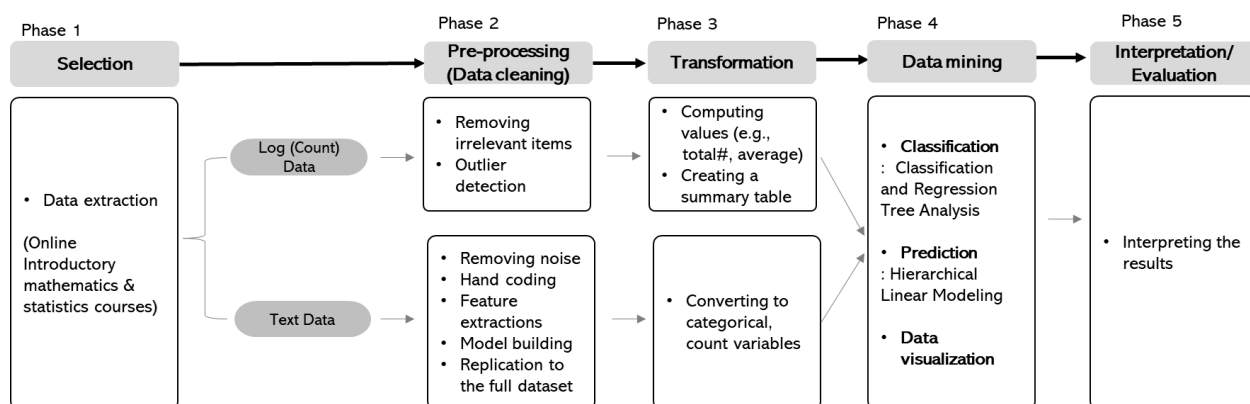 Phase 1
Selection
• Data extraction
(Online
Introductory
mathematics &
statistics courses)
Log (Count)
Data
Text Data
Phase 2
Pre-processing
(Data cleaning)
• Removing
irrelevant items
• Outlier
detection
• Removing noise
• Hand coding
• Feature
extractions
• Model building
• Replication to
the full dataset
Phase 3
Transformation
• Computing
values (e.g.,
total#, average)
• Creating a
summary table
• Converting to
categorical,
count variables
Phase 4
Data mining
• Classification
: Classification
and Regression
Tree Analysis
• Prediction
: Hierarchical
Linear Modeling
• Data
visualization
Phase 5
Interpretation/
Evaluation
• Interpreting the
results